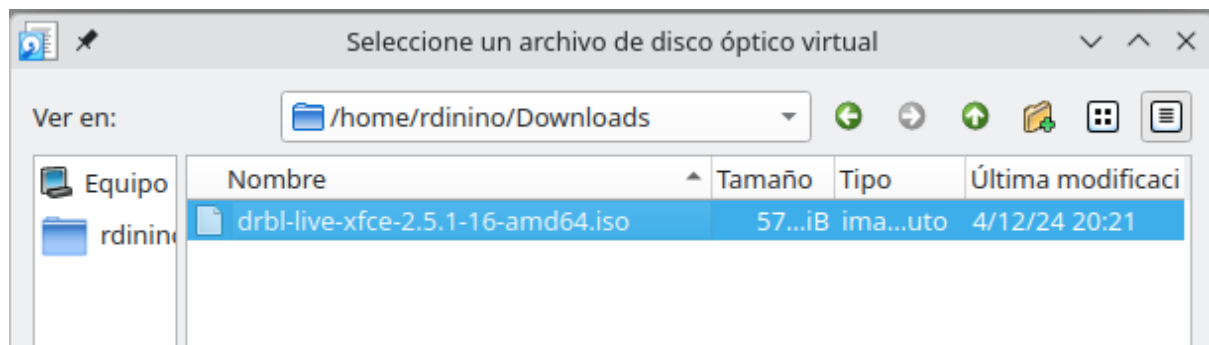 Seleccione un archivo de disco óptico virtual
Ver en: /home/rdinino/Downloads
Equipo
rdinin
Nombre Tamaño Tipo Última modificaci
drbl-live-xfce-2.5.1-16-amd64.iso 57...iB ima...uto 4/12/24 20:21